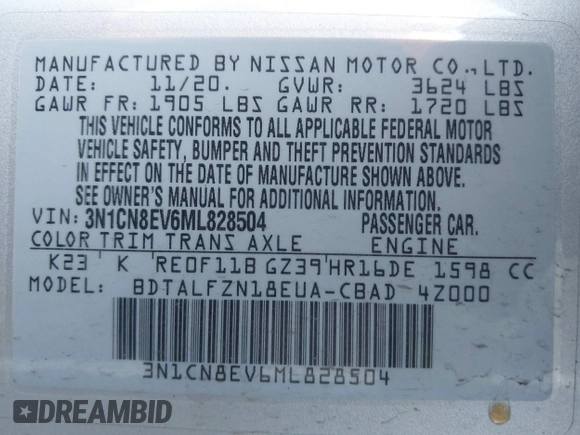 MANUFACTURED BY NISSAN MOTOR CO.,LTD.
DATE: 11/20. GVWR: 3624 LBS
GAWR FR: 1905 LBS GAWR RR: 1720 LBS
THIS VEHICLE CONFORMS TO ALL APPLICABLE FEDERAL MOTOR
VEHICLE SAFETY, BUMPER AND THEFT PREVENTION STANDARDS
IN EFFECT ON THE DATE OF MANUFACTURE SHOWN ABOVE.
SEE OWNER'S MANUAL FOR ADDITIONAL INFORMATION.
VIN: 3N1CN8EV6ML828504 PASSENGER CAR.
COLOR TRIM TRANS AXLE ENGINE
K23 K RE0F11B GZ39 HR16DE 1598 CC
MODEL: BDTALFZN18EUA-CBAD 4Z000
3N1CN8EV6ML828504
DREAMBID